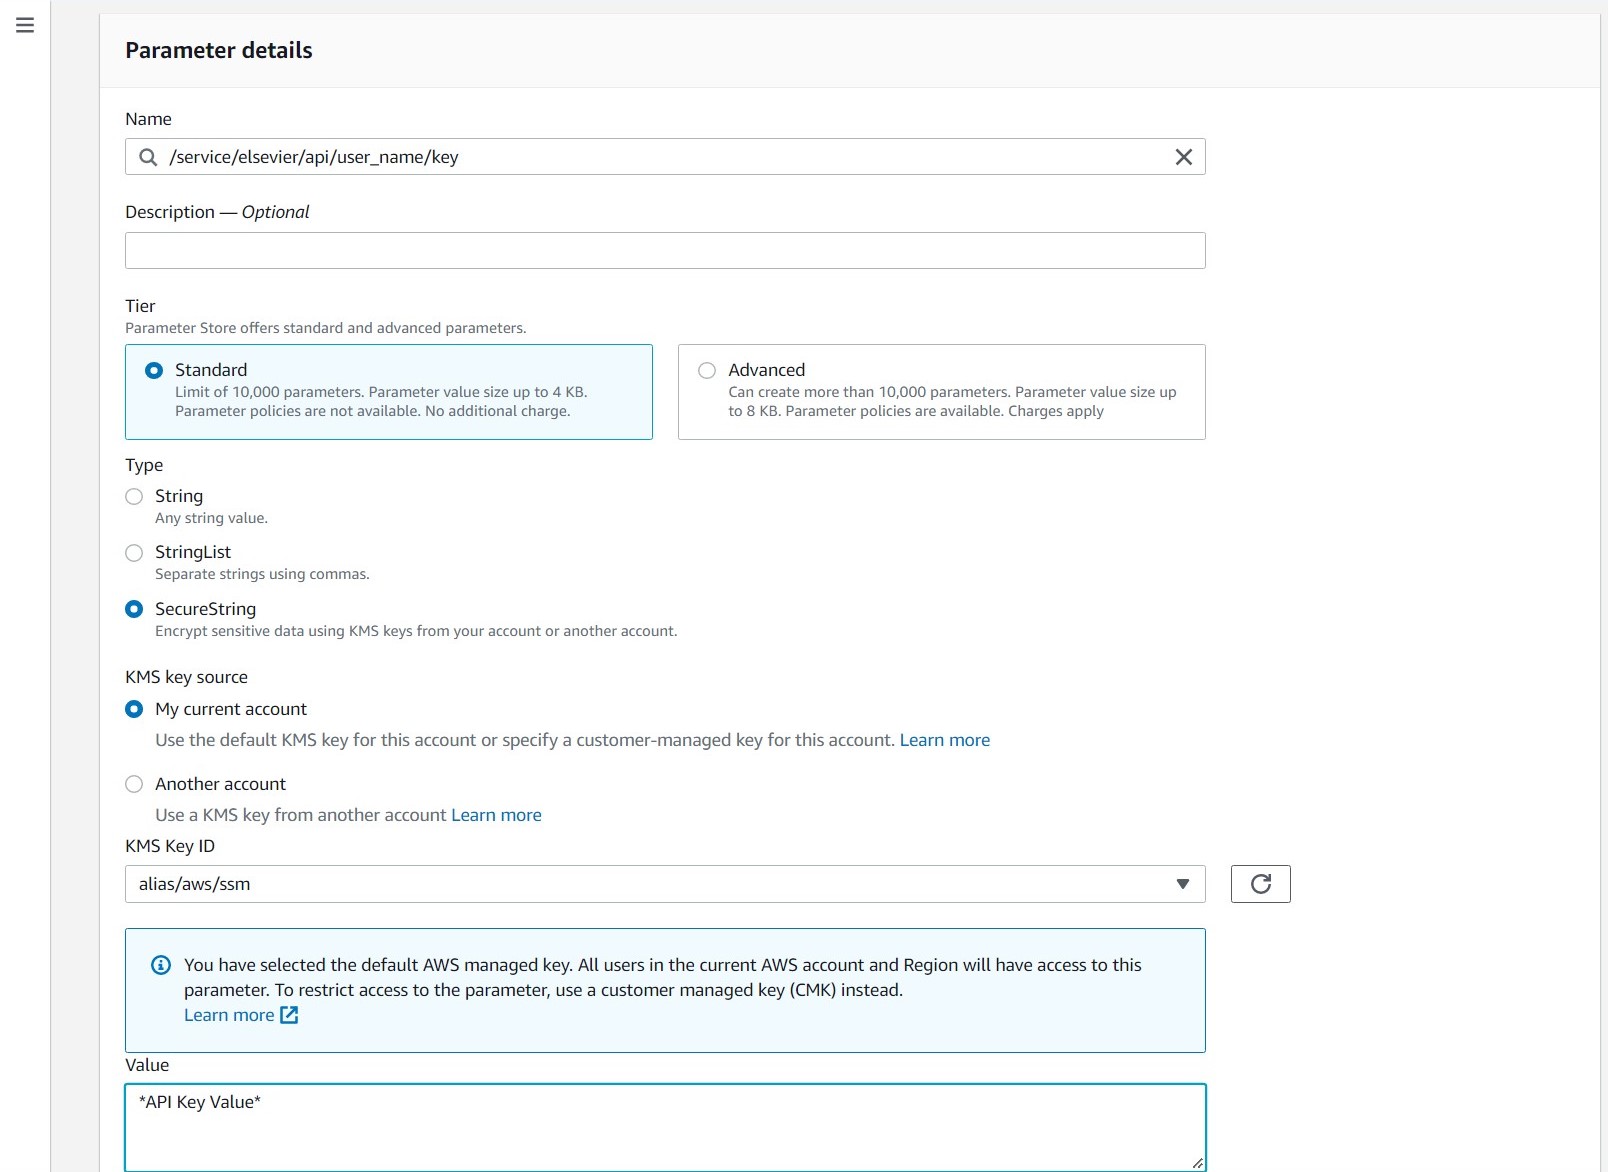 Parameter details
Name
/service/elsevier/api/user_name/key
Description — Optional
Tier
Parameter Store offers standard and advanced parameters.
Standard
Limit of 10,000 parameters. Parameter value size up to 4 KB.
Parameter policies are not available. No additional charge.
Advanced
Can create more than 10,000 parameters. Parameter value size up
to 8 KB. Parameter policies are available. Charges apply
Type
String
Any string value.
StringList
Separate strings using commas.
SecureString
Encrypt sensitive data using KMS keys from your account or another account.
KMS key source
My current account
Use the default KMS key for this account or specify a customer-managed key for this account. Learn more
Another account
Use a KMS key from another account Learn more
KMS Key ID
alias/aws/ssm
You have selected the default AWS managed key. All users in the current AWS account and Region will have access to this
parameter. To restrict access to the parameter, use a customer managed key (CMK) instead.
Learn more
Value
*API Key Value*